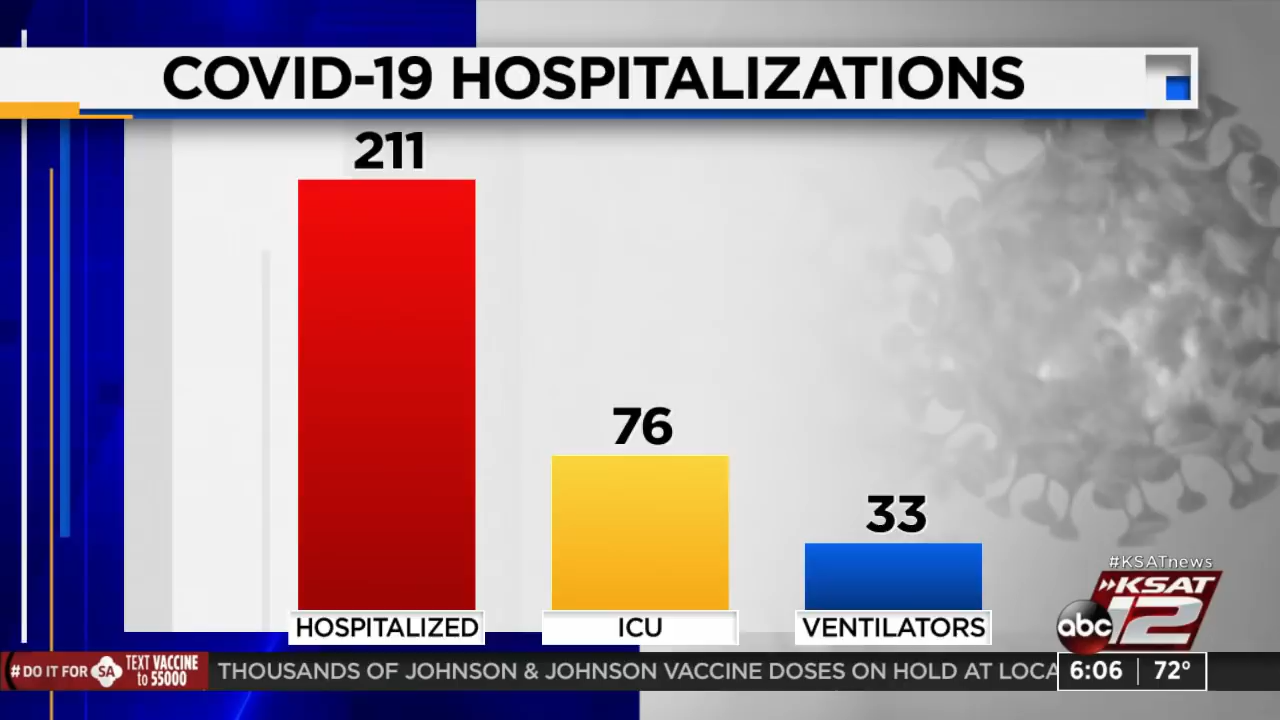 COVID-19 HOSPITALIZATIONS
211
76
33
HOSPITALIZED
ICU
VENTILATORS
#KSATnews
KSAT
abc 12
#DO IT FOR SA
TEXT VACCINE
to 55000
THOUSANDS OF JOHNSON & JOHNSON VACCINE DOSES ON HOLD AT LOCA
6:06
72°